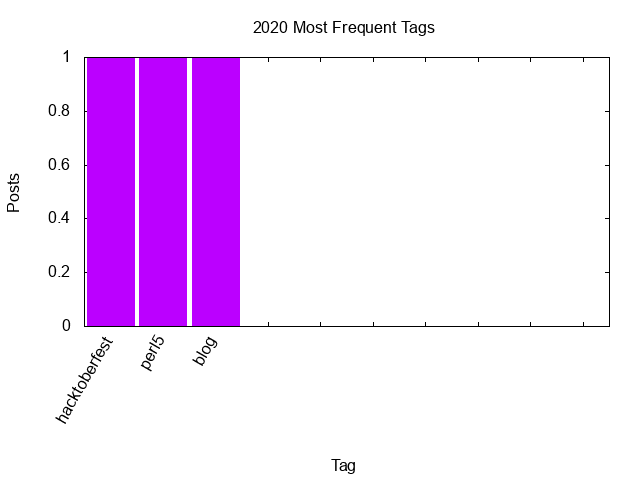 2020 Most Frequent Tags
1
0.8
0.6
0.4
0.2
0
Posts
hacktoberfest
perl5
blog
Tag